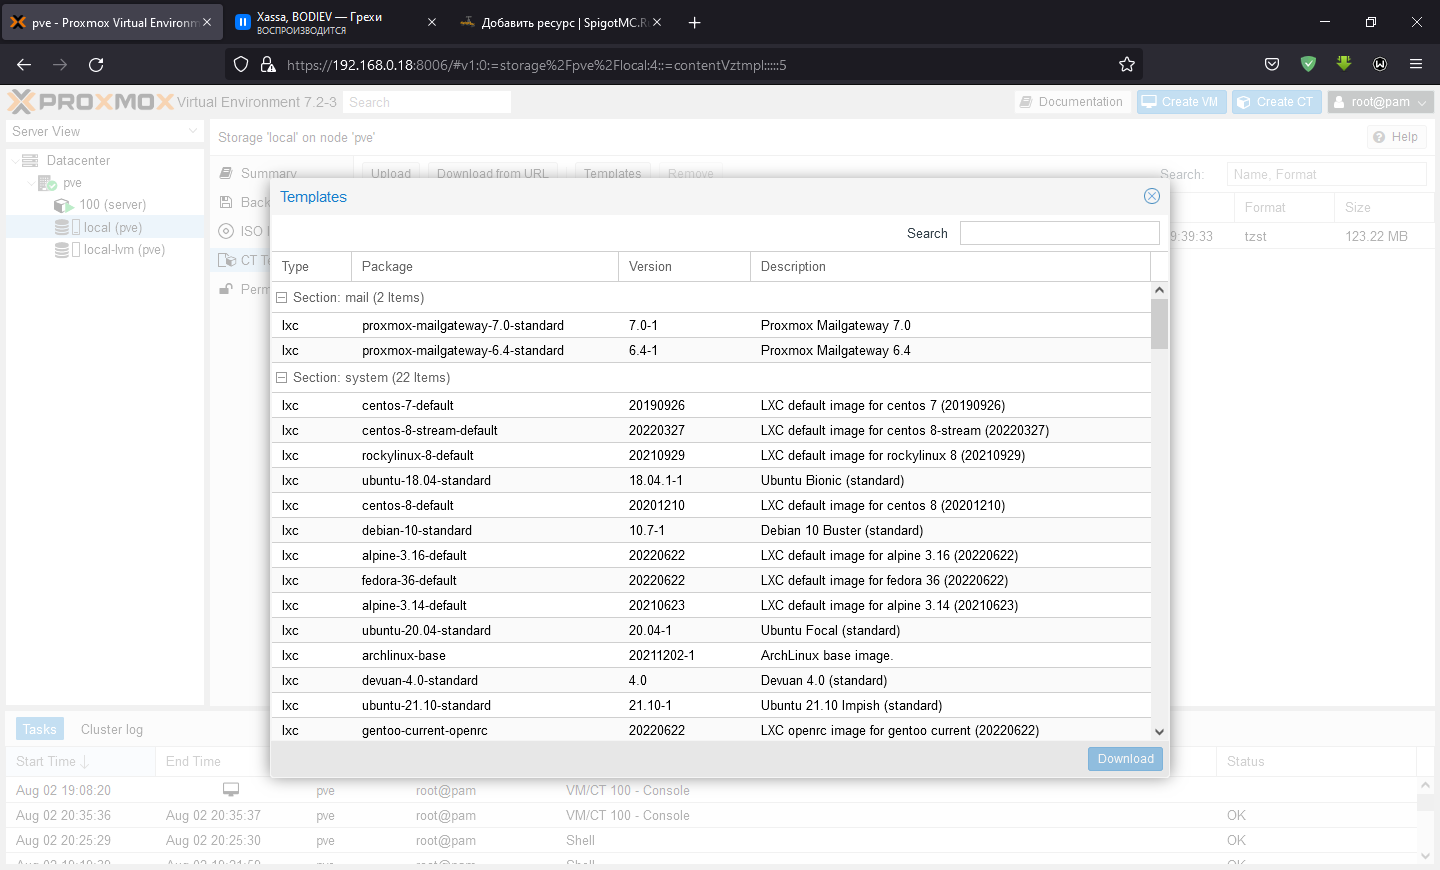 pve - Proxmox Virtual Environm
Xassa, BODIEV — Грехи
ВОСПРОИЗВОДИТСЯ
Добавить ресурс | SpigotMC.Ru
https://192.168.0.18:8006/#v1:0:=storage%2Fpve%2Flocal:4::=contentVztmpl:::::5
PROXMOX Virtual Environment 7.2-3 Search Documentation Create VM Create CT root@pam
Server View
Storage 'local' on node 'pve' Help
Datacenter
pve
100 (server)
local (pve)
local-lvm (pve)
Summary
Back
ISO I
CT Te
Perm
Upload Download from URL Templates Remove Search: Name, Format
Format Size
9:39:33 tzst 123.22 MB
Templates
Search
Type Package Version Description
Section: mail (2 Items)
lxc proxmox-mailgateway-7.0-standard 7.0-1 Proxmox Mailgateway 7.0
lxc proxmox-mailgateway-6.4-standard 6.4-1 Proxmox Mailgateway 6.4
Section: system (22 Items)
lxc centos-7-default 20190926 LXC default image for centos 7 (20190926)
lxc centos-8-stream-default 20220327 LXC default image for centos 8-stream (20220327)
lxc rockylinux-8-default 20210929 LXC default image for rockylinux 8 (20210929)
lxc ubuntu-18.04-standard 18.04.1-1 Ubuntu Bionic (standard)
lxc centos-8-default 20201210 LXC default image for centos 8 (20201210)
lxc debian-10-standard 10.7-1 Debian 10 Buster (standard)
lxc alpine-3.16-default 20220622 LXC default image for alpine 3.16 (20220622)
lxc fedora-36-default 20220622 LXC default image for fedora 36 (20220622)
lxc alpine-3.14-default 20210623 LXC default image for alpine 3.14 (20210623)
lxc ubuntu-20.04-standard 20.04-1 Ubuntu Focal (standard)
lxc archlinux-base 20211202-1 ArchLinux base image.
lxc devuan-4.0-standard 4.0 Devuan 4.0 (standard)
lxc ubuntu-21.10-standard 21.10-1 Ubuntu 21.10 Impish (standard)
lxc gentoo-current-openrc 20220622 LXC openrc image for gentoo current (20220622)
Download
Tasks Cluster log
Start Time End Time Status
Aug 02 19:08:20 pve root@pam VM/CT 100 - Console
Aug 02 20:35:36 Aug 02 20:35:37 pve root@pam VM/CT 100 - Console OK
Aug 02 20:25:29 Aug 02 20:25:30 pve root@pam Shell OK
pve root@pam Shell OK